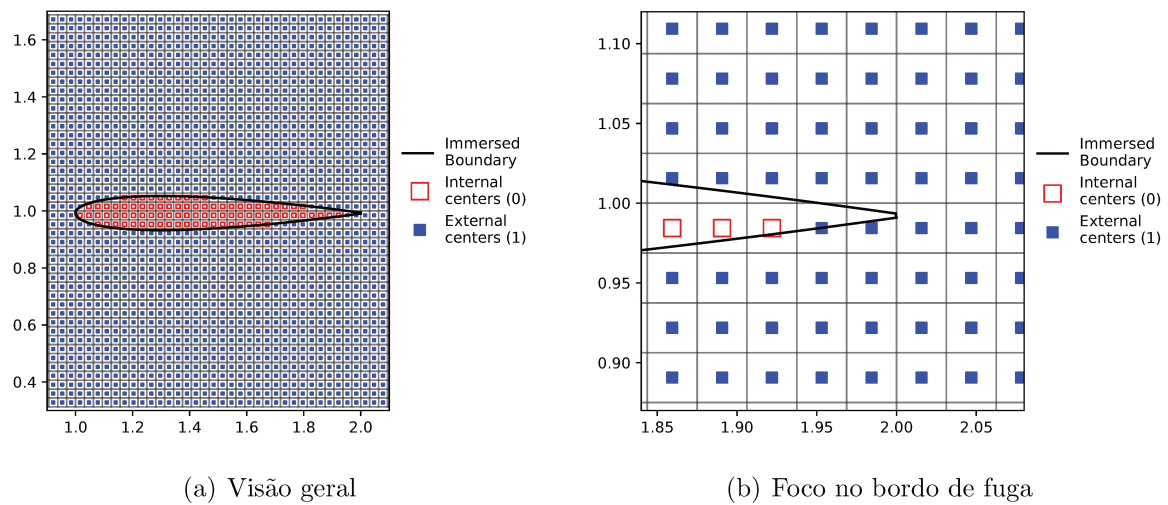 1.6
1.4
1.2
1.0
0.8
0.6
0.4
1.0 1.2 1.4 1.6 1.8 2.0
Immersed
Boundary
Internal
centers (0)
External
centers (1)
(a) Visão geral
1.10
1.05
1.00
0.95
0.90
1.85 1.90 1.95 2.00 2.05
Immersed
Boundary
Internal
centers (0)
External
centers (1)
(b) Foco no bordo de fuga